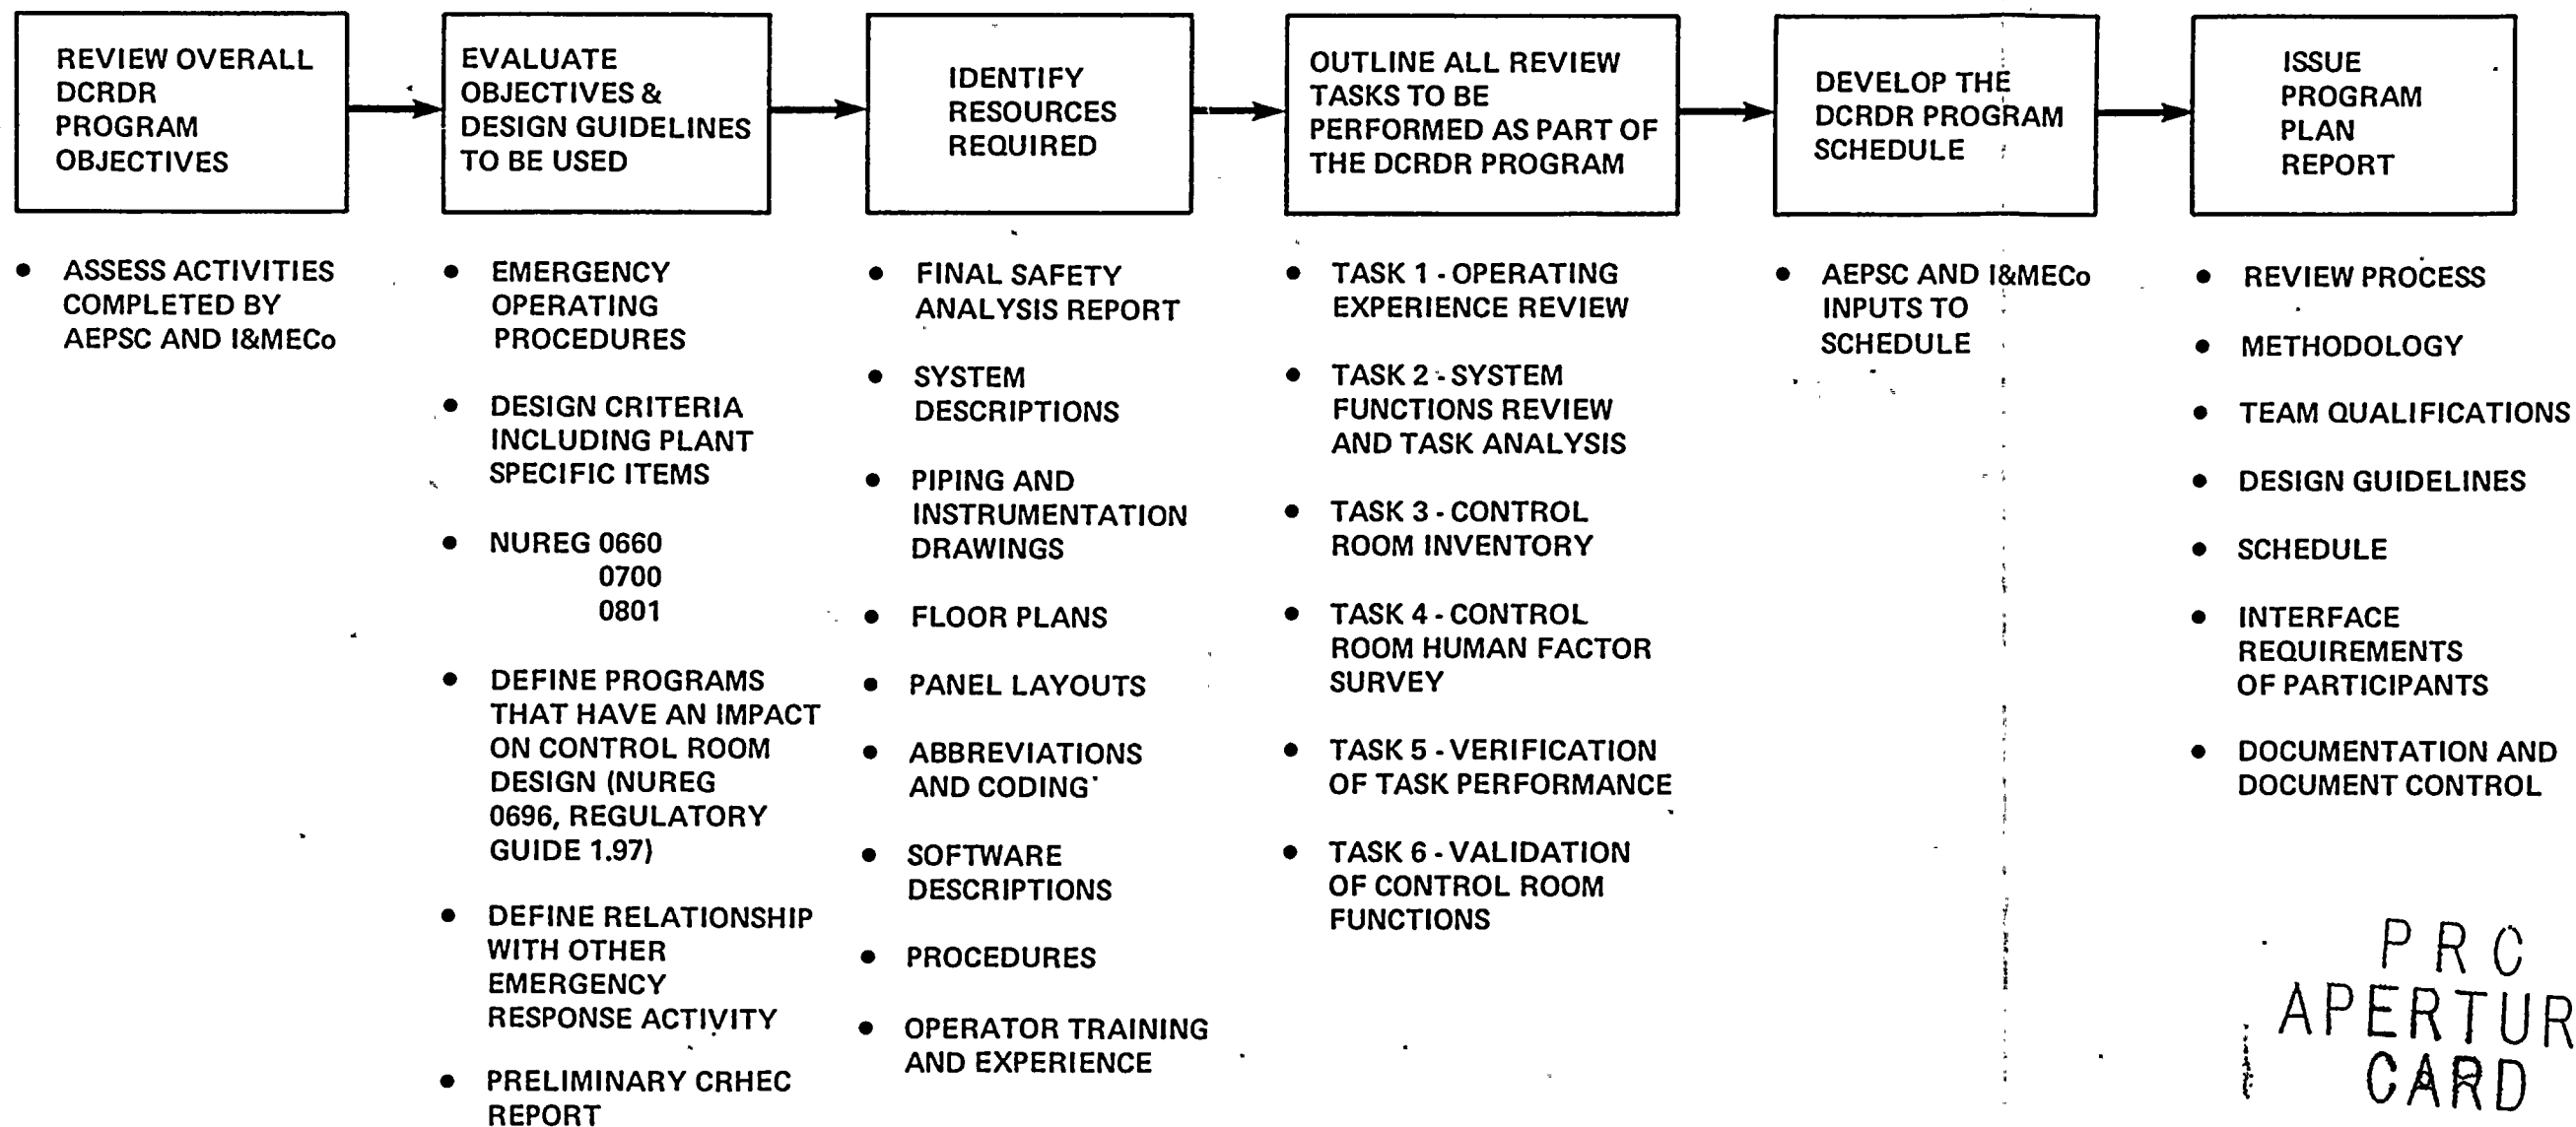 REVIEW OVERALL
DCRDR
PROGRAM
OBJECTIVES
EVALUATE
OBJECTIVES &
DESIGN GUIDELINES
TO BE USED
IDENTIFY
RESOURCES
REQUIRED
OUTLINE ALL REVIEW
TASKS TO BE
PERFORMED AS PART OF
THE DCRDR PROGRAM
DEVELOP THE
DCRDR PROGRAM
SCHEDULE
ISSUE
PROGRAM
PLAN
REPORT
• ASSESS ACTIVITIES
COMPLETED BY
AEPSC AND I&MECo
• EMERGENCY
OPERATING
PROCEDURES
• DESIGN CRITERIA
INCLUDING PLANT
SPECIFIC ITEMS
• NUREG 0660
0700
0801
• DEFINE PROGRAMS
THAT HAVE AN IMPACT
ON CONTROL ROOM
DESIGN (NUREG
0696, REGULATORY
GUIDE 1.97)
• DEFINE RELATIONSHIP
WITH OTHER
EMERGENCY
RESPONSE ACTIVITY
• PRELIMINARY CRHEC
REPORT
• FINAL SAFETY
ANALYSIS REPORT
• SYSTEM
DESCRIPTIONS
• PIPING AND
INSTRUMENTATION
DRAWINGS
• FLOOR PLANS
• PANEL LAYOUTS
• ABBREVIATIONS
AND CODING
• SOFTWARE
DESCRIPTIONS
• PROCEDURES
• OPERATOR TRAINING
AND EXPERIENCE
• TASK 1 - OPERATING
EXPERIENCE REVIEW
• TASK 2 - SYSTEM
FUNCTIONS REVIEW
AND TASK ANALYSIS
• TASK 3 - CONTROL
ROOM INVENTORY
• TASK 4 - CONTROL
ROOM HUMAN FACTOR
SURVEY
• TASK 5 - VERIFICATION
OF TASK PERFORMANCE
• TASK 6 - VALIDATION
OF CONTROL ROOM
FUNCTIONS
• AEPSC AND I&MECo
INPUTS TO
SCHEDULE
• REVIEW PROCESS
• METHODOLOGY
• TEAM QUALIFICATIONS
• DESIGN GUIDELINES
• SCHEDULE
• INTERFACE
REQUIREMENTS
OF PARTICIPANTS
• DOCUMENTATION AND
DOCUMENT CONTROL
PRC
APERTUR
CARD